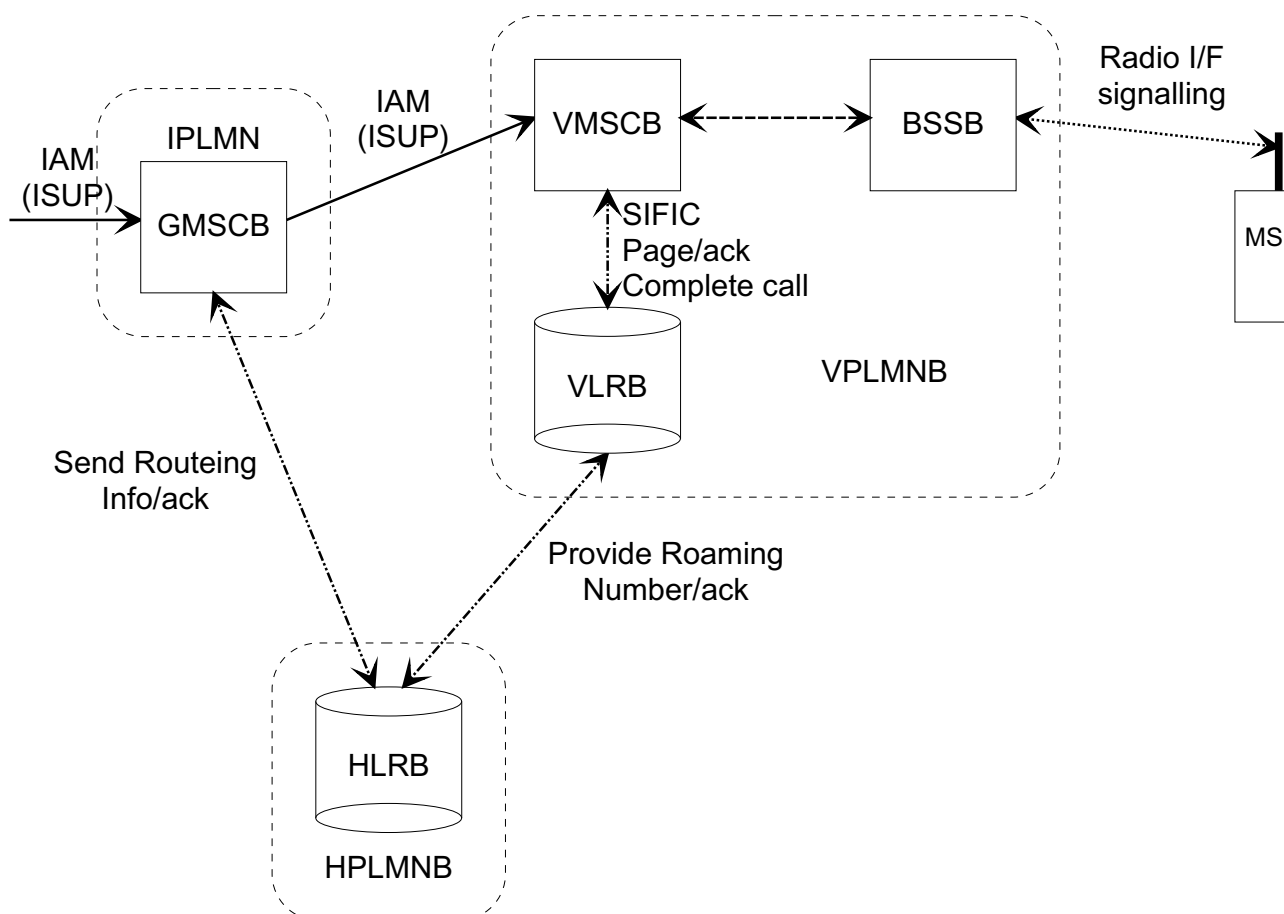 IAM
(ISUP)
IPLMN
GMSCB
IAM
(ISUP)
VMSCB
BSSB
Radio I/F
signalling
MS
SIFIC
Page/ack
Complete call
VLRB
VPLMNB
Send Routeing
Info/ack
Provide Roaming
Number/ack
HLRB
HPLMNB